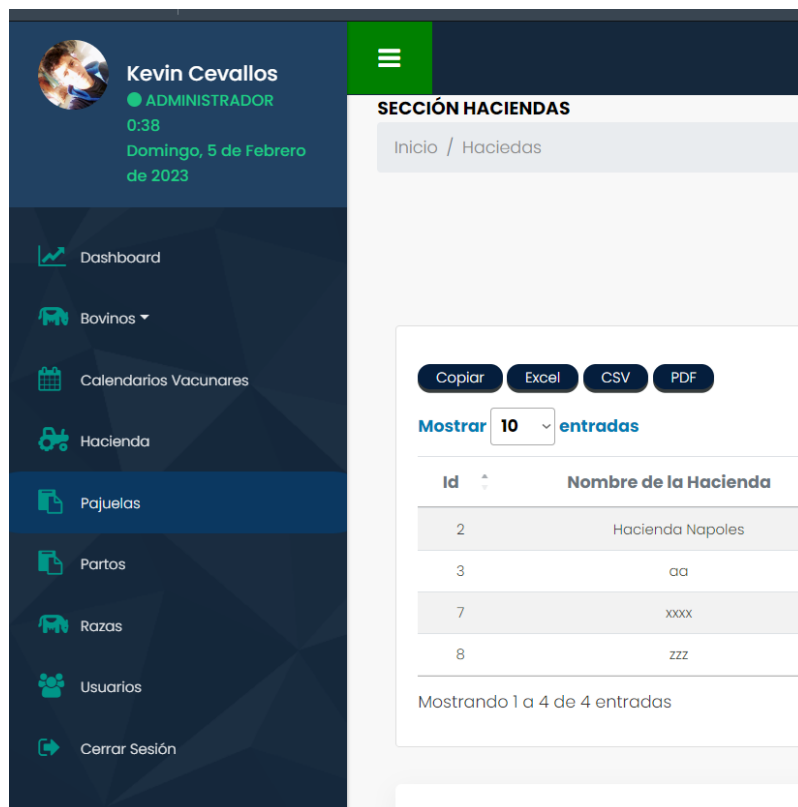 Kevin Cevallos
ADMINISTRADOR
0:38
Domingo, 5 de Febrero
de 2023
Dashboard
Bovinos
Calendarios Vacunares
Hacienda
Pajuelas
Partos
Razas
Usuarios
Cerrar Sesión
SECCIÓN HACIENDAS
Inicio / Haciedas
Copiar Excel CSV PDF
Mostrar 10 entradas
Id Nombre de la Hacienda
2 Hacienda Napoles
3 aa
7 xxxx
8 zzz
Mostrando 1 a 4 de 4 entradas